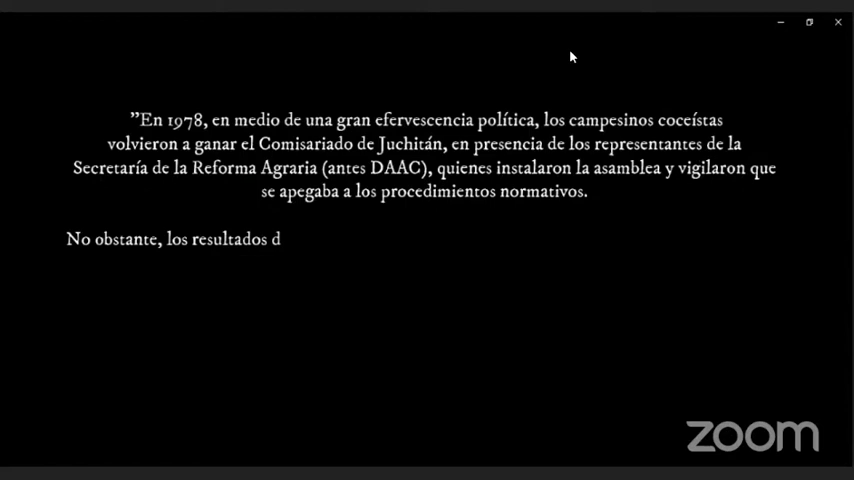 "En 1978, en medio de una gran efervescencia política, los campesinos coceístas
volvieron a ganar el Comisariado de Juchitán, en presencia de los representantes de la
Secretaría de la Reforma Agraria (antes DAAC), quienes instalaron la asamblea y vigilaron que
se apegaba a los procedimientos normativos.
No obstante, los resultados d
zoom